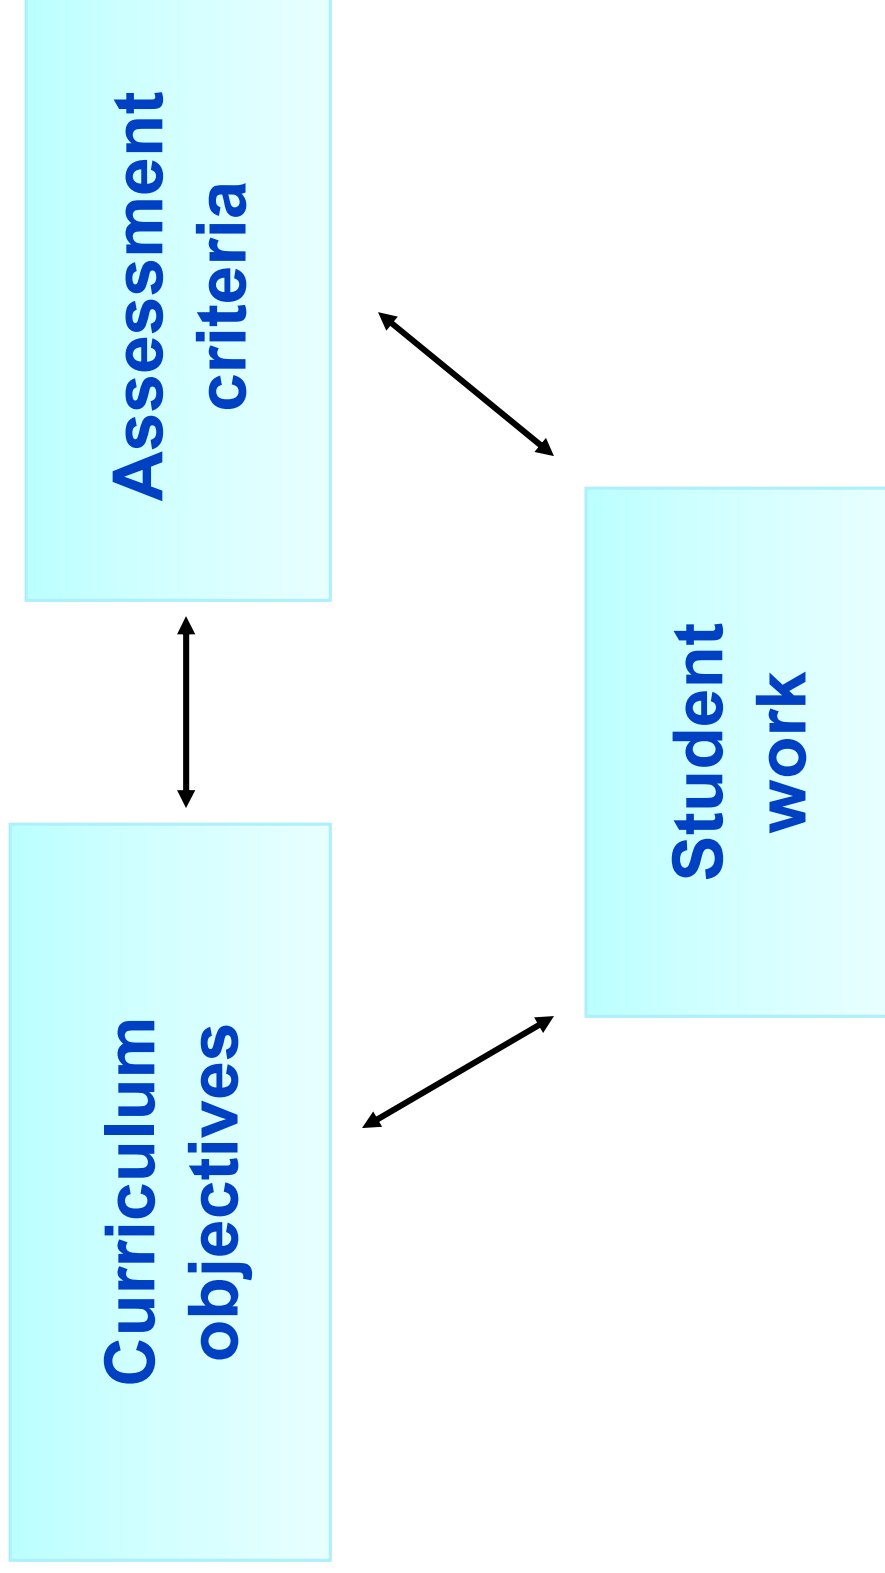 Curriculum
objectives
Assessment
criteria
Student
work